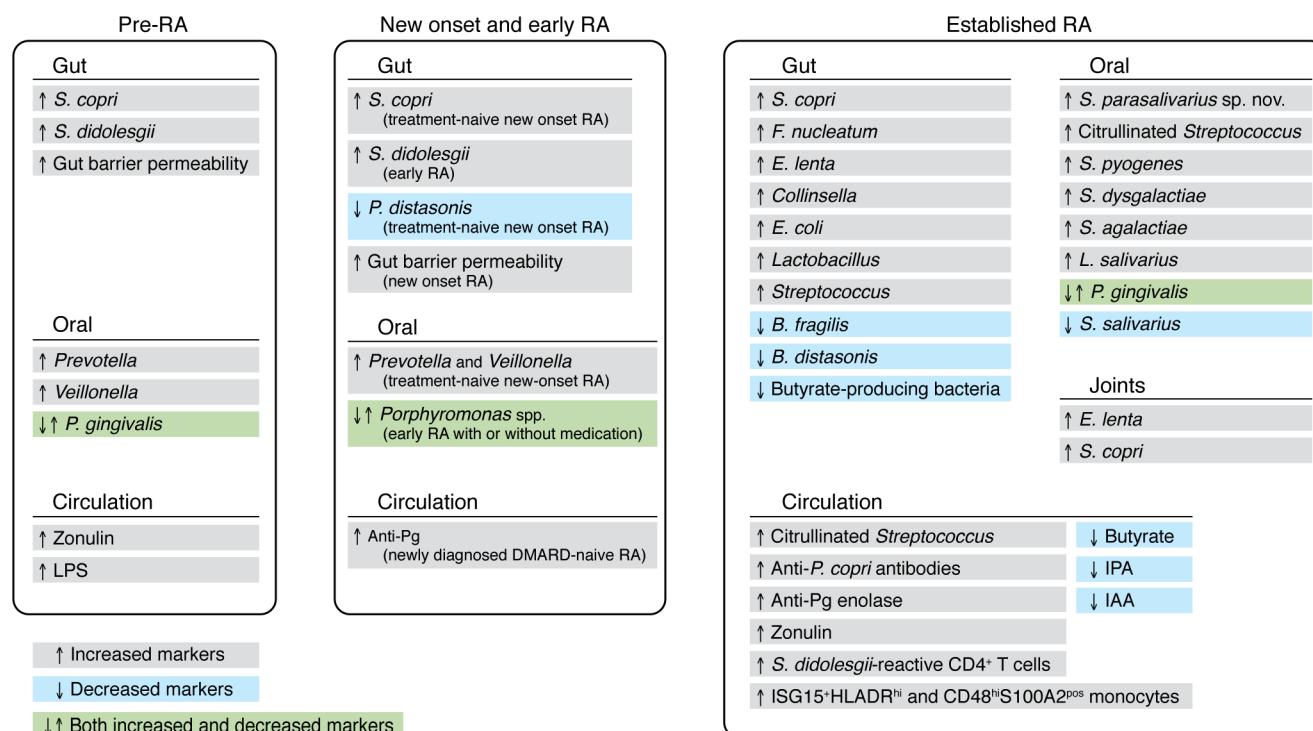 Pre-RA
Gut
↑ S. copri
↑ S. didolesgii
↑ Gut barrier permeability
Oral
↑ Prevotella
↑ Veillonella
↓↑ P. gingivalis
Circulation
↑ Zonulin
↑ LPS
New onset and early RA
Gut
↑ S. copri
(treatment-naive new onset RA)
↑ S. didolesgii
(early RA)
↓ P. distasonis
(treatment-naive new onset RA)
↑ Gut barrier permeability
(new onset RA)
Oral
↑ Prevotella and Veillonella
(treatment-naive new-onset RA)
↓↑ Porphyromonas spp.
(early RA with or without medication)
Circulation
↑ Anti-Pg
(newly diagnosed DMARD-naive RA)
Established RA
Gut
↑ S. copri
↑ F. nucleatum
↑ E. lenta
↑ Collinsella
↑ E. coli
↑ Lactobacillus
↑ Streptococcus
↓ B. fragilis
↓ B. distasonis
↓ Butyrate-producing bacteria
Oral
↑ S. parasalivarius sp. nov.
↑ Citrullinated Streptococcus
↑ S. pyogenes
↑ S. dysgalactiae
↑ S. agalactiae
↑ L. salivarius
↓↑ P. gingivalis
↓ S. salivarius
Joints
↑ E. lenta
↑ S. copri
Circulation
↑ Citrullinated Streptococcus
↑ Anti-P. copri antibodies
↑ Anti-Pg enolase
↑ Zonulin
↑ S. didolesgii-reactive CD4⁺ T cells
↑ ISG15⁺HLADRʰⁱ and CD48ʰⁱS100A2ᵖᵒˢ monocytes
↓ Butyrate
↓ IPA
↓ IAA
↑ Increased markers
↓ Decreased markers
↓↑ Both increased and decreased markers